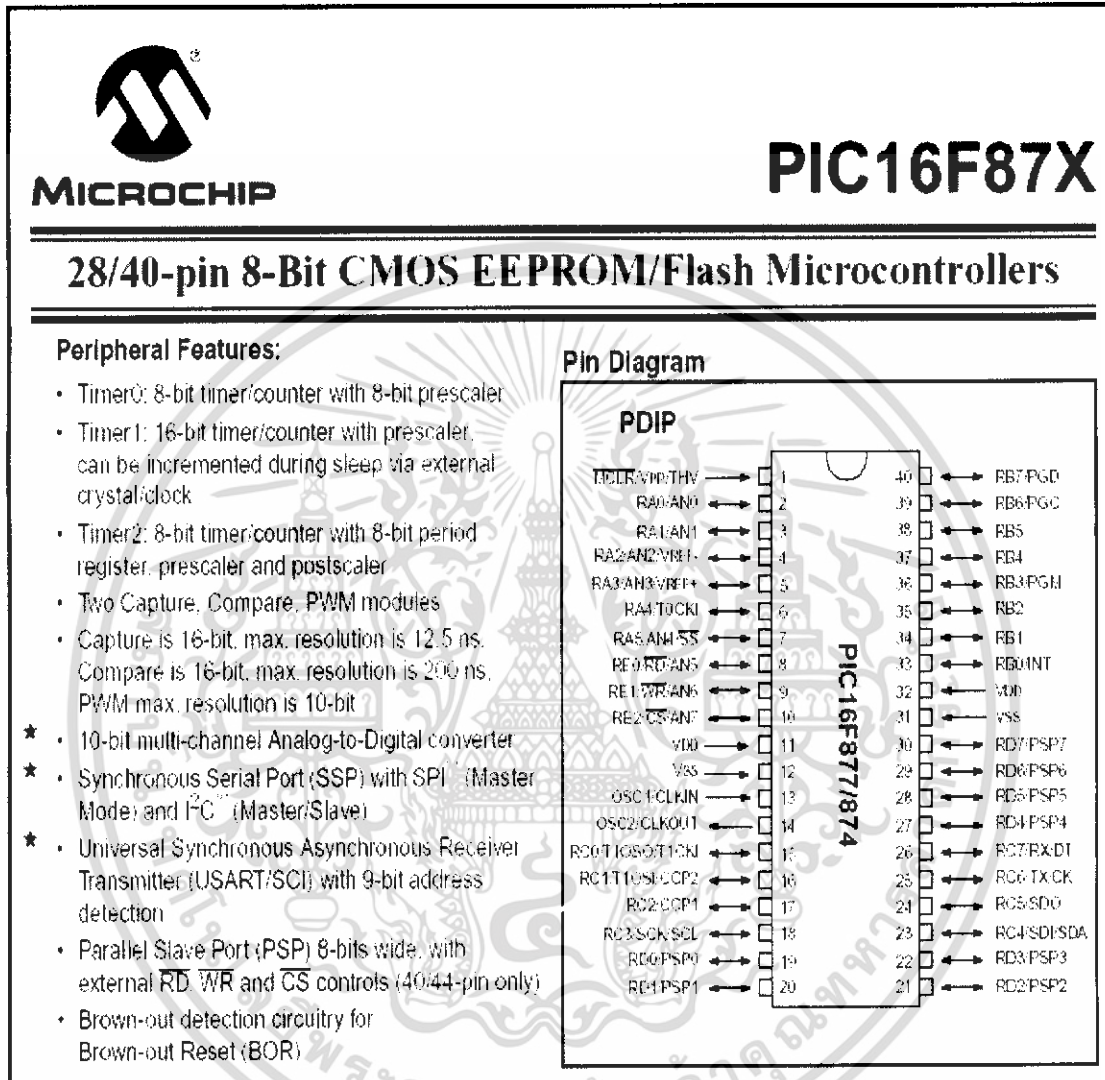 ®
MICROCHIP
PIC16F87X
28/40-pin 8-Bit CMOS EEPROM/Flash Microcontrollers
Peripheral Features:
• Timer0: 8-bit timer/counter with 8-bit prescaler
• Timer1: 16-bit timer/counter with prescaler,
can be incremented during sleep via external
crystal/clock
• Timer2: 8-bit timer/counter with 8-bit period
register, prescaler and postscaler
• Two Capture, Compare, PWM modules
• Capture is 16-bit, max. resolution is 12.5 ns,
Compare is 16-bit, max. resolution is 200 ns,
PWM max. resolution is 10-bit
★ • 10-bit multi-channel Analog-to-Digital converter
★ • Synchronous Serial Port (SSP) with SPI™ (Master
Mode) and I²C™ (Master/Slave)
★ • Universal Synchronous Asynchronous Receiver
Transmitter (USART/SCI) with 9-bit address
detection
• Parallel Slave Port (PSP) 8-bits wide, with
external RD, WR and CS controls (40/44-pin only)
• Brown-out detection circuitry for
Brown-out Reset (BOR)
Pin Diagram
PDIP
MCLR/VPP/THV 1 40 RB7/PGD
RA0/AN0 2 39 RB6/PGC
RA1/AN1 3 38 RB5
RA2/AN2/VREF- 4 37 RB4
RA3/AN3/VREF+ 5 36 RB3/PGM
RA4/T0CKI 6 35 RB2
RA5/AN4/SS 7 34 RB1
RE0/RD/AN5 8 33 RB0/INT
RE1/WR/AN6 9 32 VDD
RE2/CS/AN7 10 31 VSS
VDD 11 30 RD7/PSP7
VSS 12 29 RD6/PSP6
OSC1/CLKIN 13 28 RD5/PSP5
OSC2/CLKOUT 14 27 RD4/PSP4
RC0/T1OSO/T1CKI 15 26 RC7/RX/DT
RC1/T1OSI/CCP2 16 25 RC6/TX/CK
RC2/CCP1 17 24 RC5/SDO
RC3/SCK/SCL 18 23 RC4/SDI/SDA
RD0/PSP0 19 22 RD3/PSP3
RD1/PSP1 20 21 RD2/PSP2
PIC16F877/874